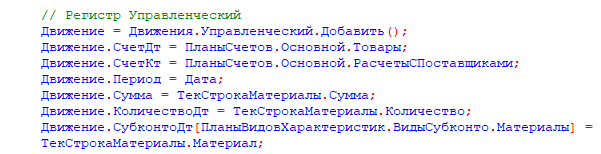 // Регистр Управленческий
Движение = Движения.Управленческий.Добавить();
Движение.СчетДт = ПланыСчетов.Основной.Товары;
Движение.СчетКт = ПланыСчетов.Основной.РасчетыСПоставщиками;
Движение.Период = Дата;
Движение.Сумма = ТекСтрокаМатериалы.Сумма;
Движение.КоличествоДт = ТекСтрокаМатериалы.Количество;
Движение.СубконтоДт[ПланыВидовХарактеристик.ВидыСубконто.Материалы] =
ТекСтрокаМатериалы.Материал;